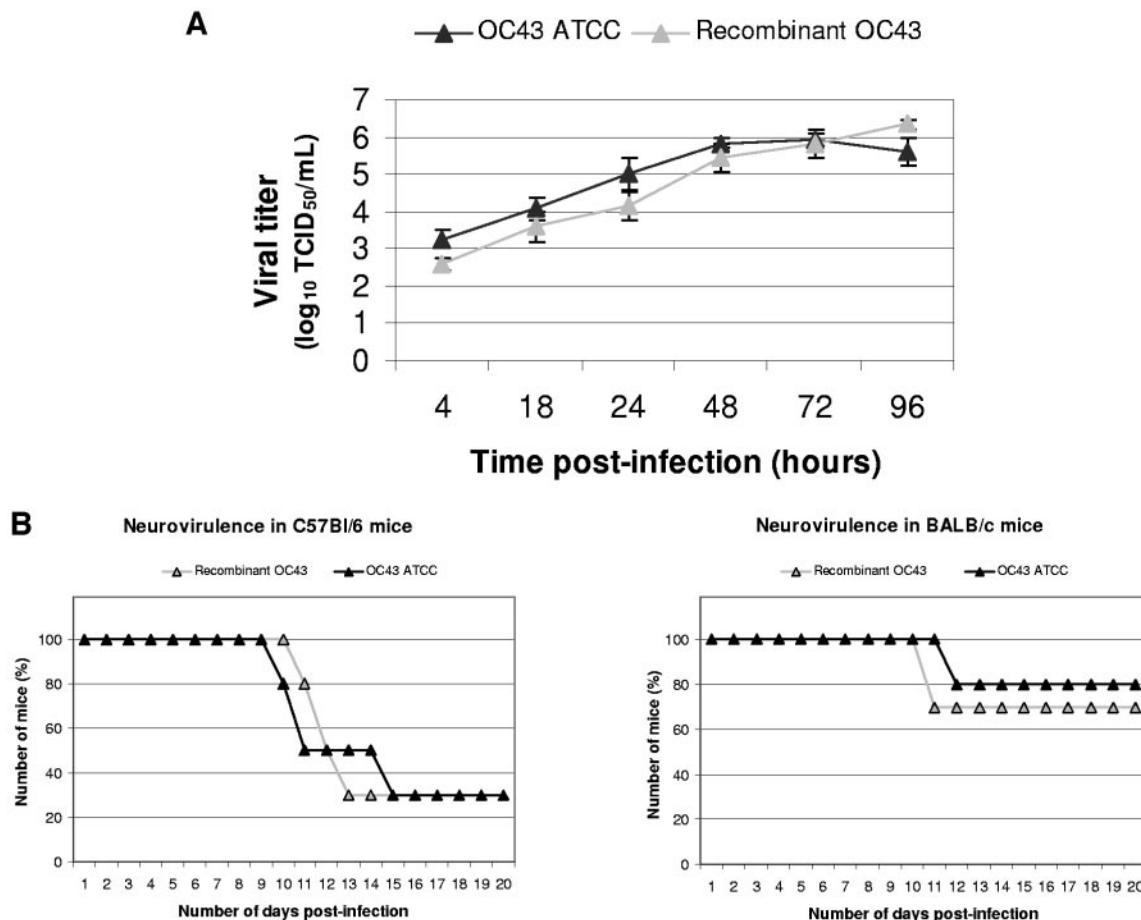 A
OC43 ATCC Recombinant OC43
7
6
5
4
3
2
1
0
Viral titer
(log10 TCID50/mL)
4 18 24 48 72 96
Time post-infection (hours)
B
Neurovirulence in C57Bl/6 mice
Recombinant OC43 OC43 ATCC
100
80
60
40
20
0
Number of mice (%)
1 2 3 4 5 6 7 8 9 10 11 12 13 14 15 16 17 18 19 20
Number of days post-infection
Neurovirulence in BALB/c mice
Recombinant OC43 OC43 ATCC
100
80
60
40
20
0
Number of mice (%)
1 2 3 4 5 6 7 8 9 10 11 12 13 14 15 16 17 18 19 20
Number of days post-infection